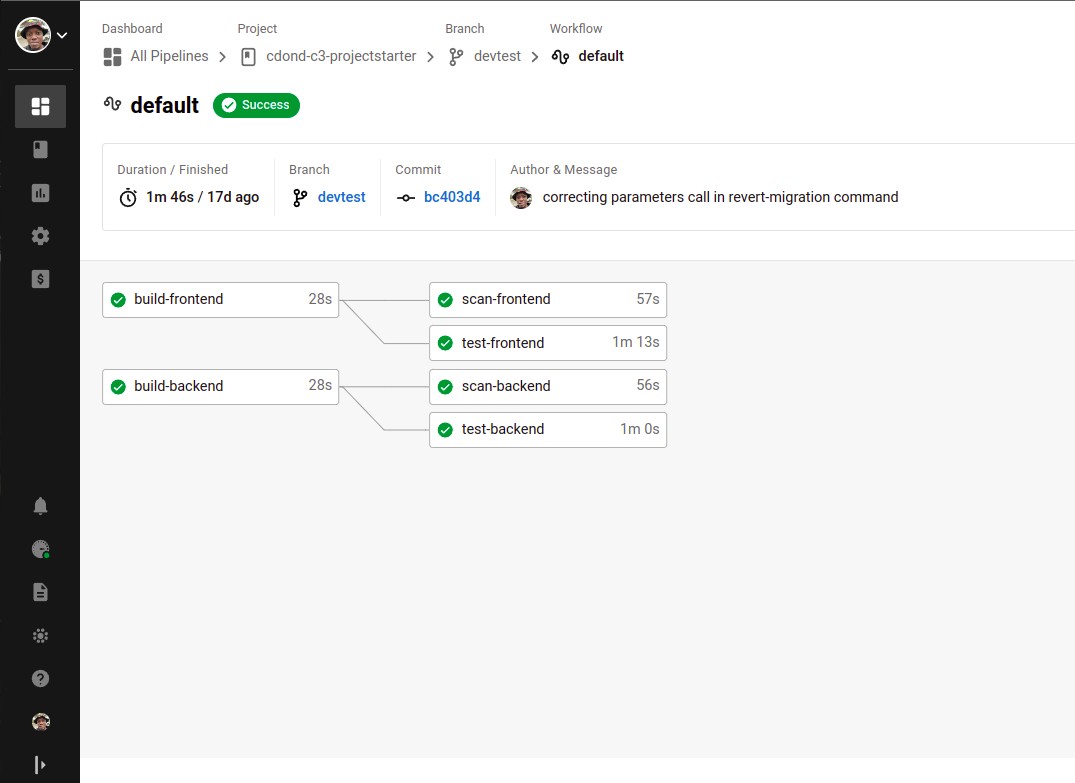 Dashboard Project Branch Workflow
All Pipelines cdond-c3-projectstarter devtest default
default Success
Duration / Finished Branch Commit Author & Message
1m 46s / 17d ago devtest bc403d4 correcting parameters call in revert-migration command
build-frontend 28s scan-frontend 57s
test-frontend 1m 13s
build-backend 28s scan-backend 56s
test-backend 1m 0s